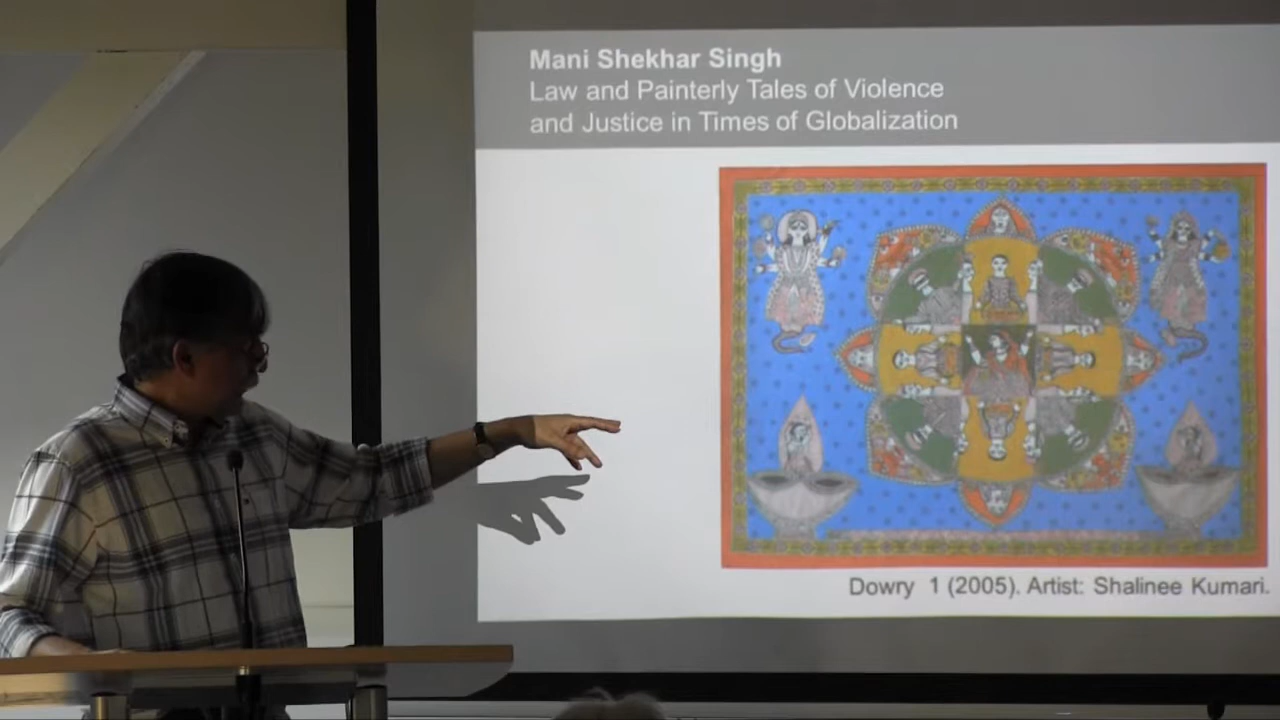 Mani Shekhar Singh
Law and Painterly Tales of Violence
and Justice in Times of Globalization
Dowry 1 (2005). Artist: Shalinee Kumari.